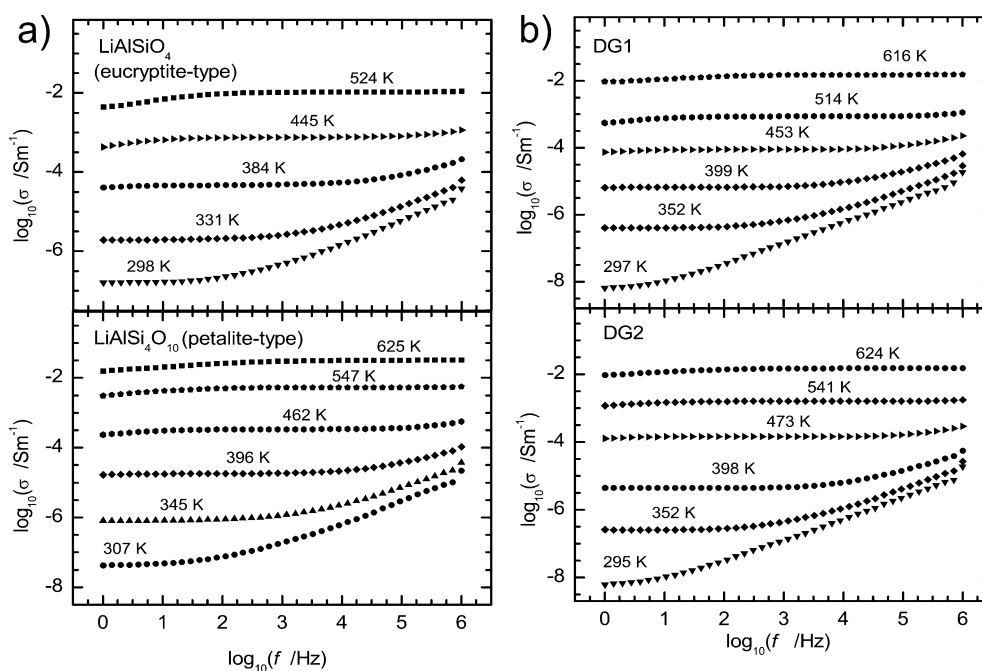 a)
LiAlSiO4
(eucryptite-type)
524 K
445 K
384 K
331 K
298 K
-2
-4
-6
log10(σ /Sm-1)
LiAlSi4O10 (petalite-type)
625 K
547 K
462 K
396 K
345 K
307 K
-2
-4
-6
-8
log10(σ /Sm-1)
0 1 2 3 4 5 6
log10(f /Hz)
b)
DG1
616 K
514 K
453 K
399 K
352 K
297 K
0
-2
-4
-6
-8
log10(σ /Sm-1)
DG2
624 K
541 K
473 K
398 K
352 K
295 K
-2
-4
-6
-8
log10(σ /Sm-1)
0 1 2 3 4 5 6
log10(f /Hz)